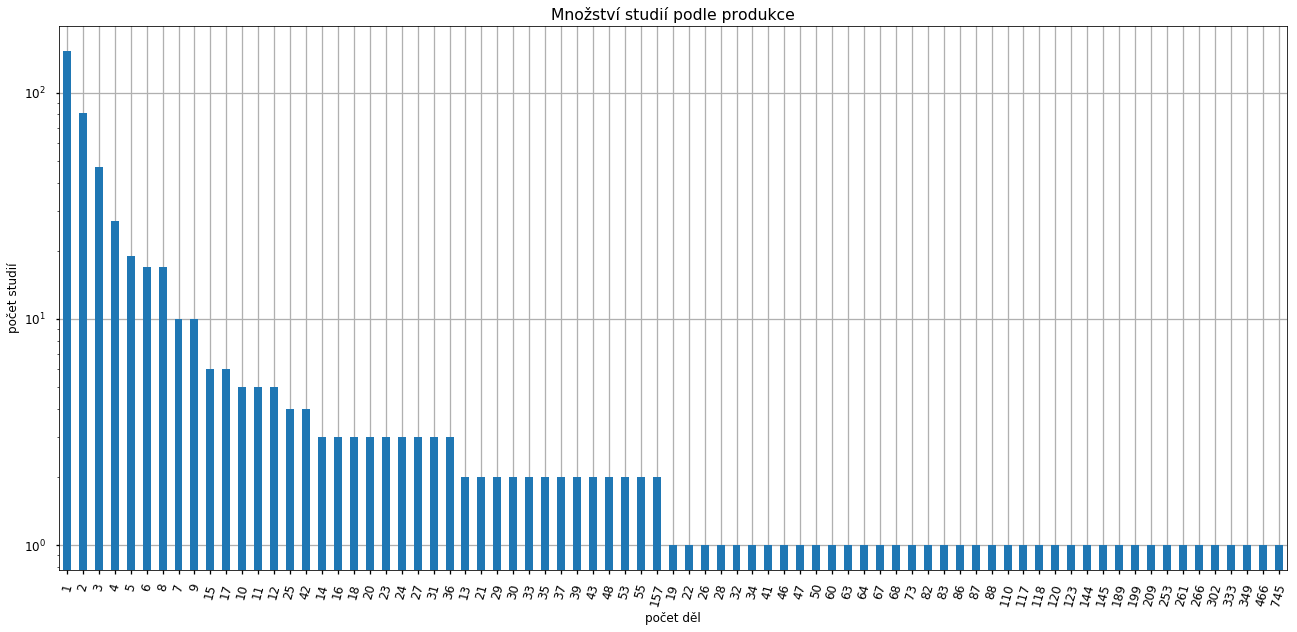 Množství studií podle produkce
počet studií
10²
10¹
10⁰
1 2 3 4 5 6 8 7 9 15 17 10 11 12 25 42 14 16 18 20 23 24 27 31 36 13 21 29 30 33 35 37 39 43 48 53 55 157 19 22 26 28 32 34 41 46 47 50 60 63 64 67 68 73 82 83 86 87 88 110 117 118 120 123 144 145 189 199 209 253 261 266 302 333 349 466 745
počet děl